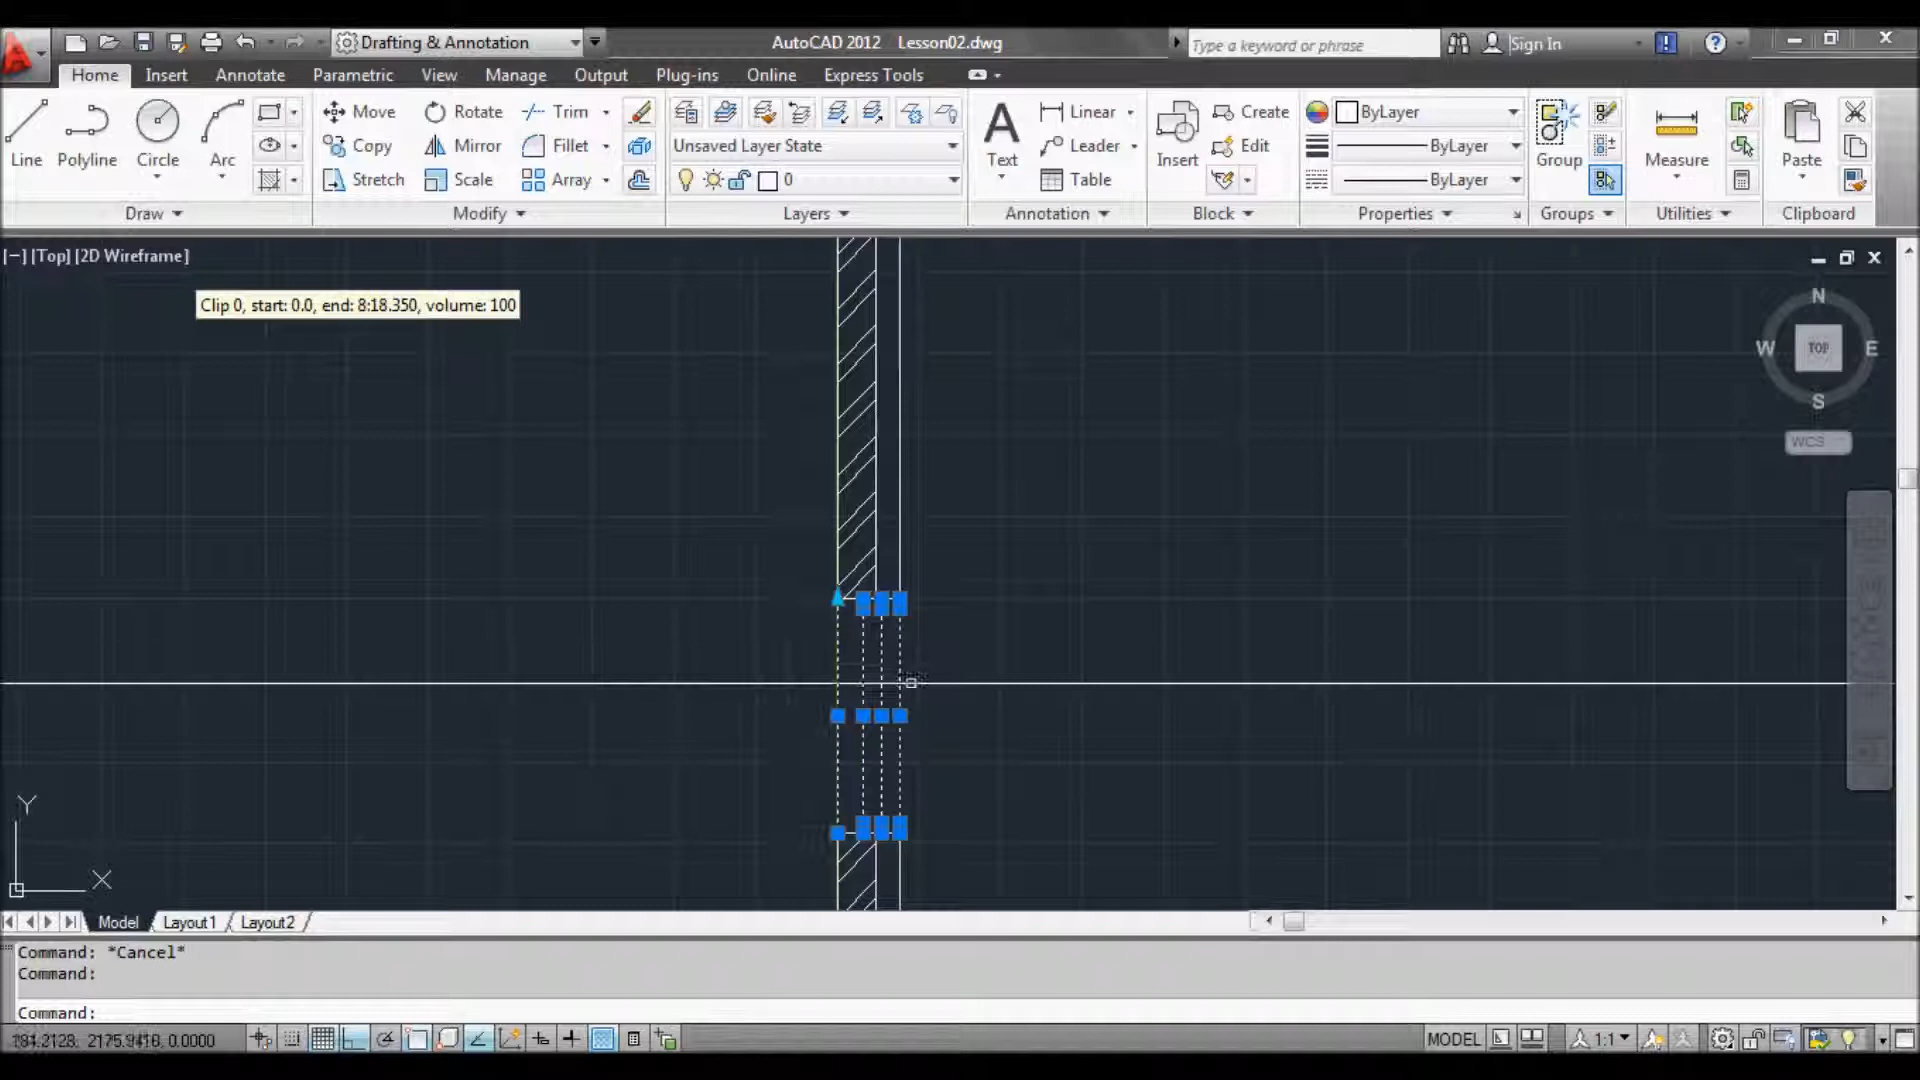 Drafting & Annotation
AutoCAD 2012 Lesson02.dwg
Type a keyword or phrase
Sign In
Home Insert Annotate Parametric View Manage Output Plug-ins Online Express Tools
Line Polyline Circle Arc
Move Rotate Trim
Copy Mirror Fillet
Stretch Scale Array
Unsaved Layer State
0
Text
Linear
Leader
Table
Insert
Create
Edit
ByLayer
ByLayer
ByLayer
Group
Measure
Paste
Draw Modify Layers Annotation Block Properties Groups Utilities Clipboard
[−] [Top] [2D Wireframe]
Clip 0, start: 0.0, end: 8:18.350, volume: 100
N
W TOP E
S
WCS
Y
X
Model Layout1 Layout2
Command: *Cancel*
Command:
Command:
MODEL 1:1